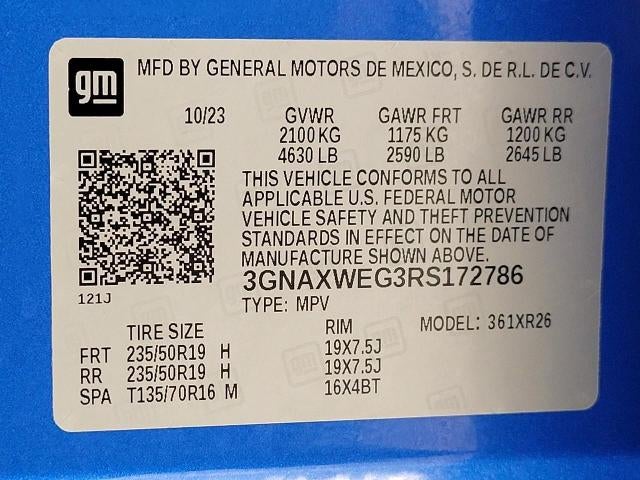 gm MFD BY GENERAL MOTORS DE MEXICO, S. DE R.L. DE C.V.
10/23 GVWR GAWR FRT GAWR RR
2100 KG 1175 KG 1200 KG
4630 LB 2590 LB 2645 LB
THIS VEHICLE CONFORMS TO ALL
APPLICABLE U.S. FEDERAL MOTOR
VEHICLE SAFETY AND THEFT PREVENTION
STANDARDS IN EFFECT ON THE DATE OF
MANUFACTURE SHOWN ABOVE.
3GNAXWEG3RS172786
121J
TYPE: MPV
TIRE SIZE RIM MODEL: 361XR26
FRT 235/50R19 H 19X7.5J
RR 235/50R19 H 19X7.5J
SPA T135/70R16 M 16X4BT